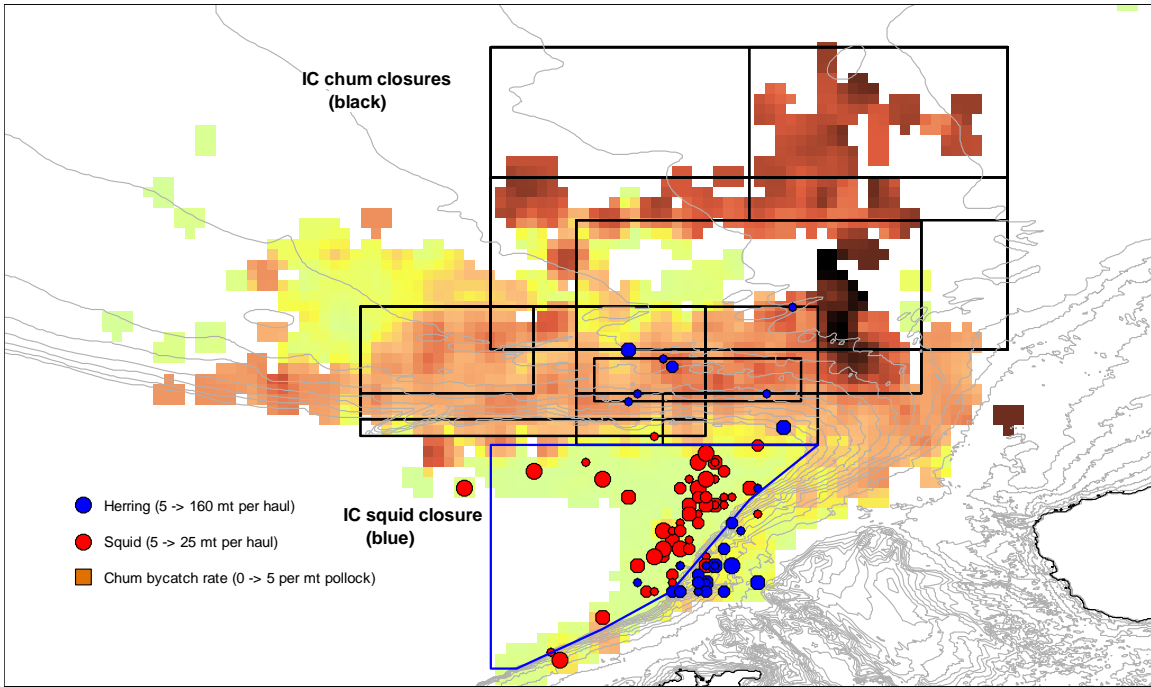 IC chum closures
(black)
IC squid closure
(blue)
Herring (5 -> 160 mt per haul)
Squid (5 -> 25 mt per haul)
Chum bycatch rate (0 -> 5 per mt pollock)